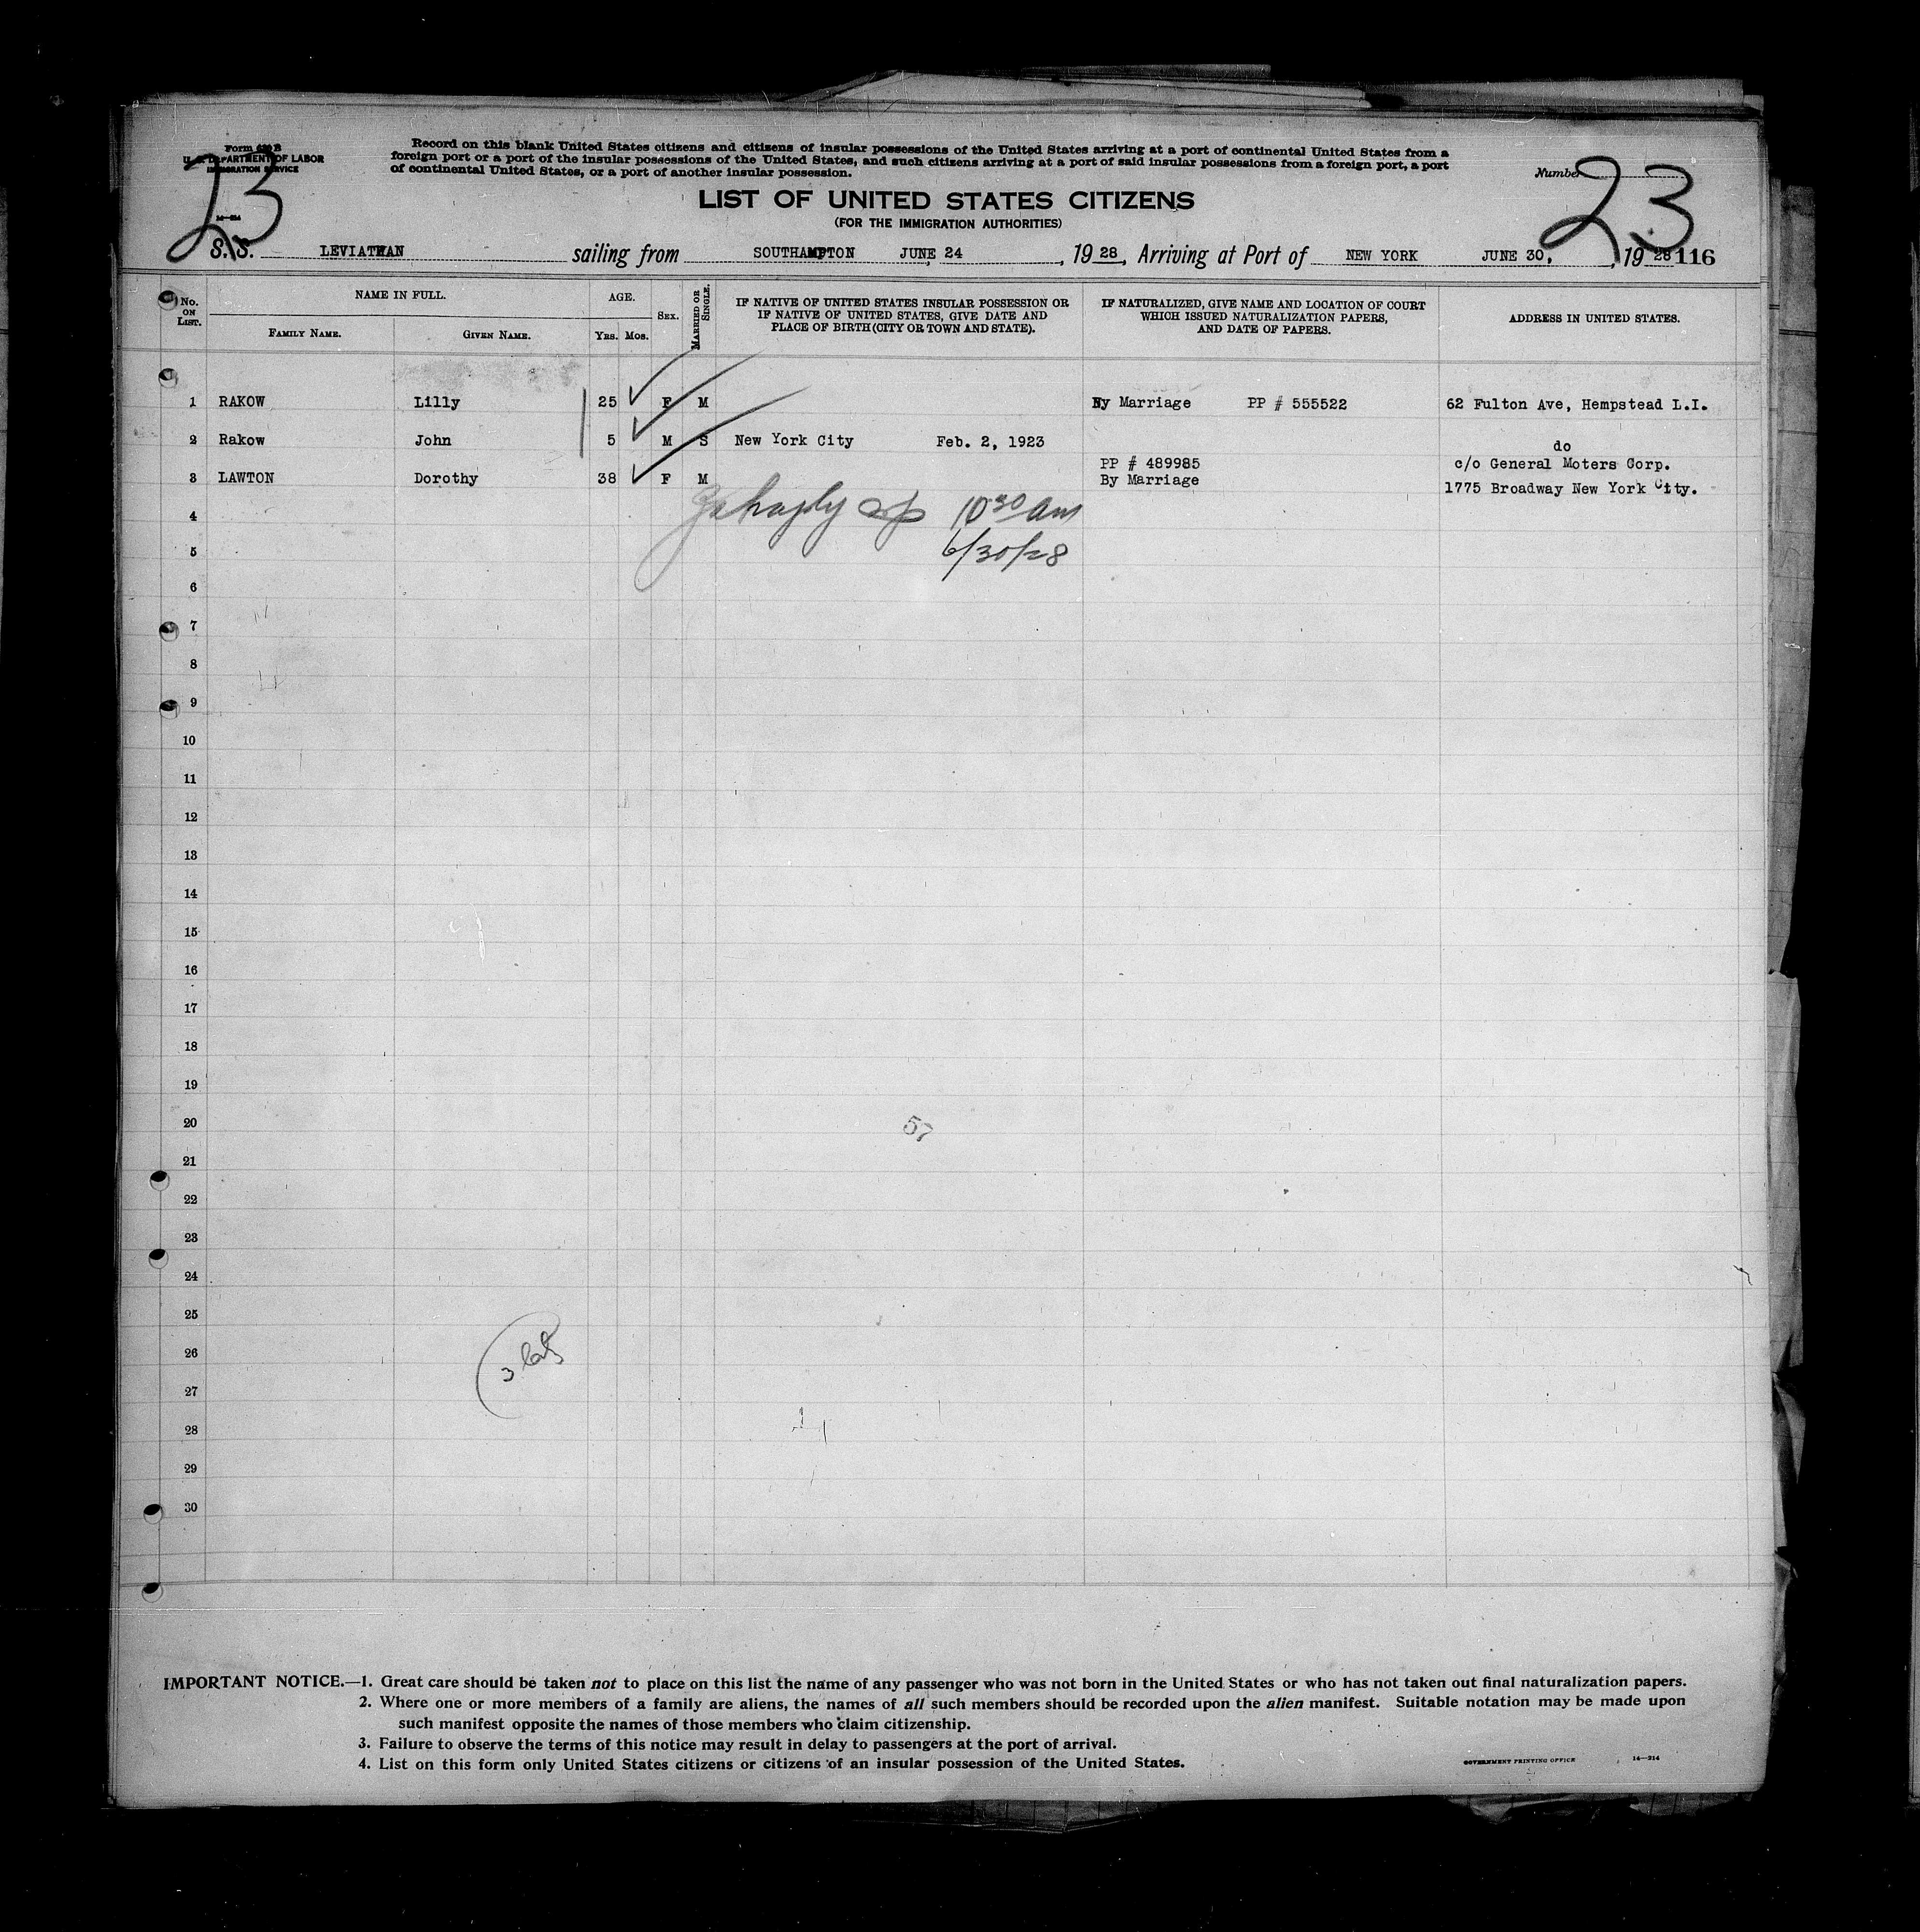 Form 630 B
U. S. DEPARTMENT OF LABOR
IMMIGRATION SERVICE
14—214
23
Record on this blank United States citizens and citizens of insular possessions of the United States arriving at a port of continental United States from a
foreign port or a port of the insular possessions of the United States, and such citizens arriving at a port of said insular possessions from a foreign port, a port
of continental United States, or a port of another insular possession.
Number 23
LIST OF UNITED STATES CITIZENS
(FOR THE IMMIGRATION AUTHORITIES)
S. S. LEVIATHAN sailing from SOUTHAMPTON JUNE 24, 1928, Arriving at Port of NEW YORK JUNE 30, 1928 116
No. ON LIST. NAME IN FULL. AGE. SEX. MARRIED OR SINGLE. IF NATIVE OF UNITED STATES INSULAR POSSESSION OR IF NATIVE OF UNITED STATES, GIVE DATE AND PLACE OF BIRTH (CITY OR TOWN AND STATE). IF NATURALIZED, GIVE NAME AND LOCATION OF COURT WHICH ISSUED NATURALIZATION PAPERS, AND DATE OF PAPERS. ADDRESS IN UNITED STATES.
FAMILY NAME. GIVEN NAME. YRS. MOS.
1 RAKOW Lilly 25 F M By Marriage PP # 555522 62 Fulton Ave, Hempstead L.I.
2 Rakow John 5 M S New York City Feb. 2, 1923 do
3 LAWTON Dorothy 38 F M PP # 489985 By Marriage c/o General Moters Corp. 1775 Broadway New York City.
4 10 30 am
5 6/30/28
6
7
8
9
10
11
12
13
14
15
16
17
18
19
20 57
21
22
23
24
25
26
27
28
29
30
IMPORTANT NOTICE.—1. Great care should be taken not to place on this list the name of any passenger who was not born in the United States or who has not taken out final naturalization papers.
2. Where one or more members of a family are aliens, the names of all such members should be recorded upon the alien manifest. Suitable notation may be made upon
such manifest opposite the names of those members who claim citizenship.
3. Failure to observe the terms of this notice may result in delay to passengers at the port of arrival.
4. List on this form only United States citizens or citizens of an insular possession of the United States.
GOVERNMENT PRINTING OFFICE 14—214